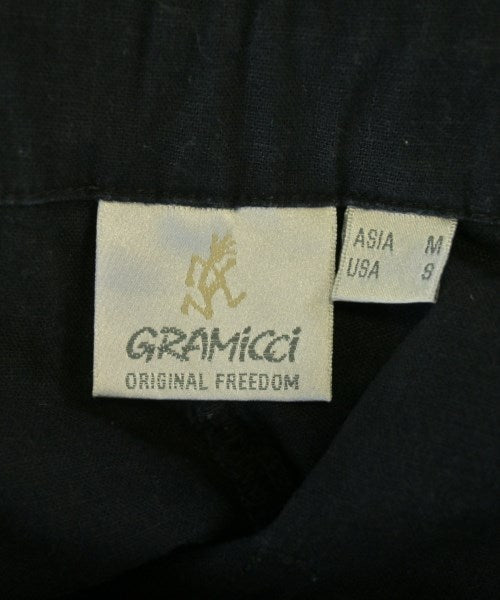 GRAMiCCi
ORIGINAL FREEDOM
ASIA M
USA S